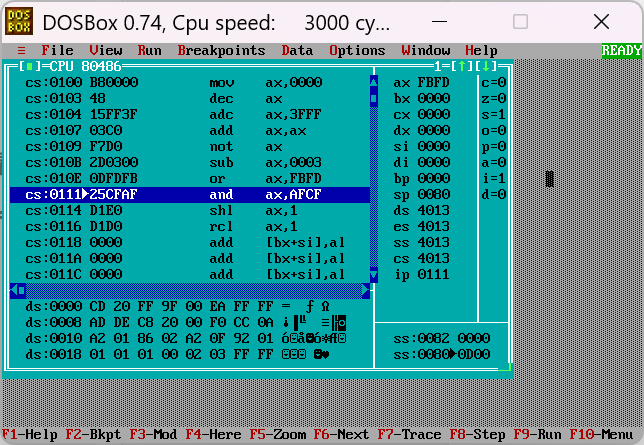 DOSBox 0.74, Cpu speed: 3000 cy...
≡ File View Run Breakpoints Data Options Window Help READY
[■]=CPU 80486 1=[↑][↓]
cs:0100 B80000 mov ax,0000 ax FBFD c=0
cs:0103 48 dec ax bx 0000 z=0
cs:0104 15FF3F adc ax,3FFF cx 0000 s=1
cs:0107 03C0 add ax,ax dx 0000 o=0
cs:0109 F7D0 not ax si 0000 p=0
cs:010B 2D0300 sub ax,0003 di 0000 a=0
cs:010E 0DFDFB or ax,FBFD bp 0000 i=1
cs:0111▶25CFAF and ax,AFCF sp 0080 d=0
cs:0114 D1E0 shl ax,1 ds 4013
cs:0116 D1D0 rcl ax,1 es 4013
cs:0118 0000 add [bx+si],al ss 4013
cs:011A 0000 add [bx+si],al cs 4013
cs:011C 0000 add [bx+si],al ip 0111
ds:0000 CD 20 FF 9F 00 EA FF FF = ƒ Ω
ds:0008 AD DE C8 20 00 F0 CC 0A ¡▐╚ ≡╠◙
ds:0010 A2 01 86 02 A2 0F 92 01 ó☺å☻ó☼Æ☺ ss:0082 0000
ds:0018 01 01 01 00 02 03 FF FF ☺☺☺ ☻♥ ss:0080▶0D00
F1-Help F2-Bkpt F3-Mod F4-Here F5-Zoom F6-Next F7-Trace F8-Step F9-Run F10-Menu